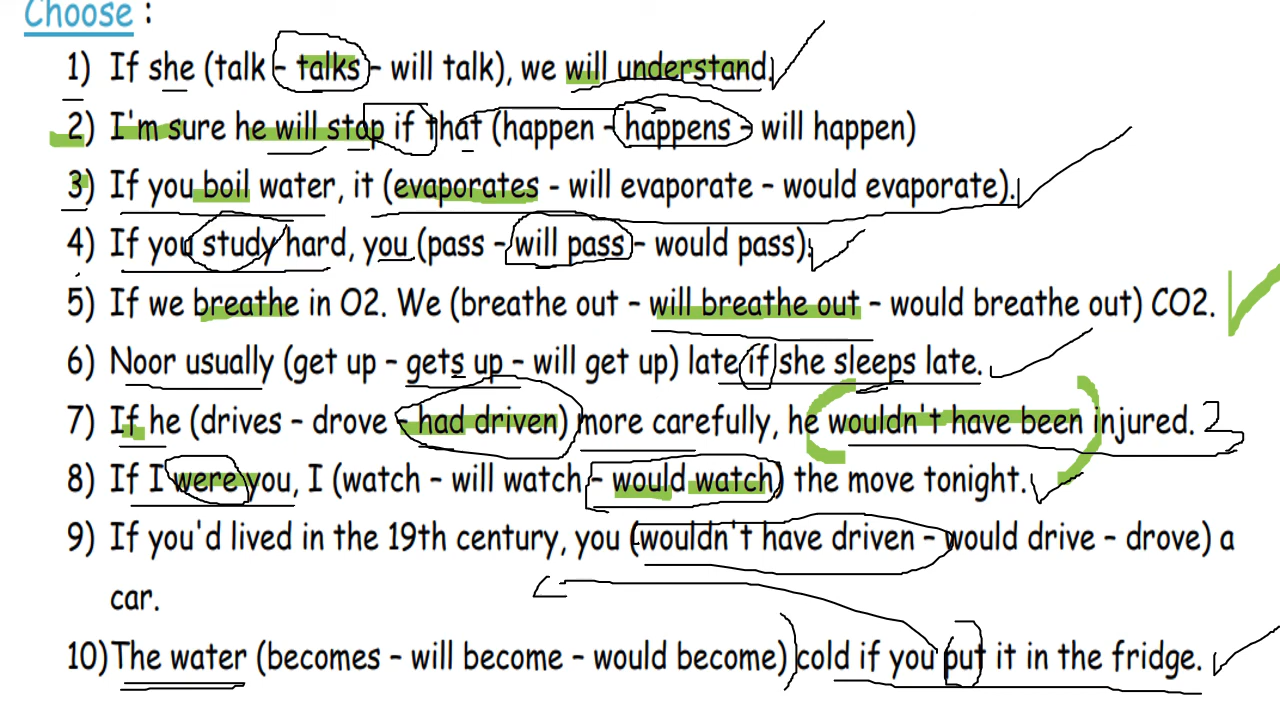 Choose :
1) If she (talk – talks – will talk), we will understand.
2) I'm sure he will stop if that (happen – happens – will happen)
3) If you boil water, it (evaporates - will evaporate – would evaporate).
4) If you study hard, you (pass – will pass – would pass).
5) If we breathe in O2. We (breathe out – will breathe out – would breathe out) CO2.
6) Noor usually (get up – gets up – will get up) late if she sleeps late.
7) If he (drives – drove – had driven) more carefully, he wouldn't have been injured.
8) If I were you, I (watch – will watch – would watch) the move tonight.
9) If you'd lived in the 19th century, you (wouldn't have driven – would drive – drove) a
car.
10) The water (becomes – will become – would become) cold if you put it in the fridge.